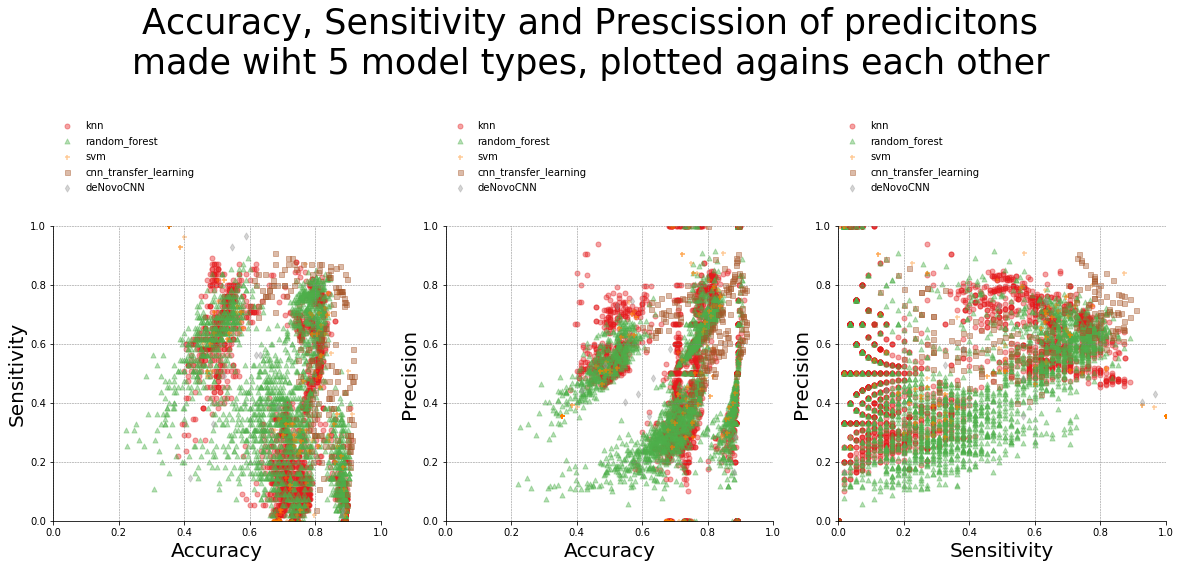 Accuracy, Sensitivity and Prescission of predicitons
made wiht 5 model types, plotted agains each other
knn
random_forest
svm
cnn_transfer_learning
deNovoCNN
1.0
0.8
0.6
0.4
0.2
0.0
Sensitivity
0.0 0.2 0.4 0.6 0.8 1.0
Accuracy
knn
random_forest
svm
cnn_transfer_learning
deNovoCNN
1.0
0.8
0.6
0.4
0.2
0.0
Precision
0.0 0.2 0.4 0.6 0.8 1.0
Accuracy
knn
random_forest
svm
cnn_transfer_learning
deNovoCNN
1.0
0.8
0.6
0.4
0.2
0.0
Precision
0.0 0.2 0.4 0.6 0.8 1.0
Sensitivity